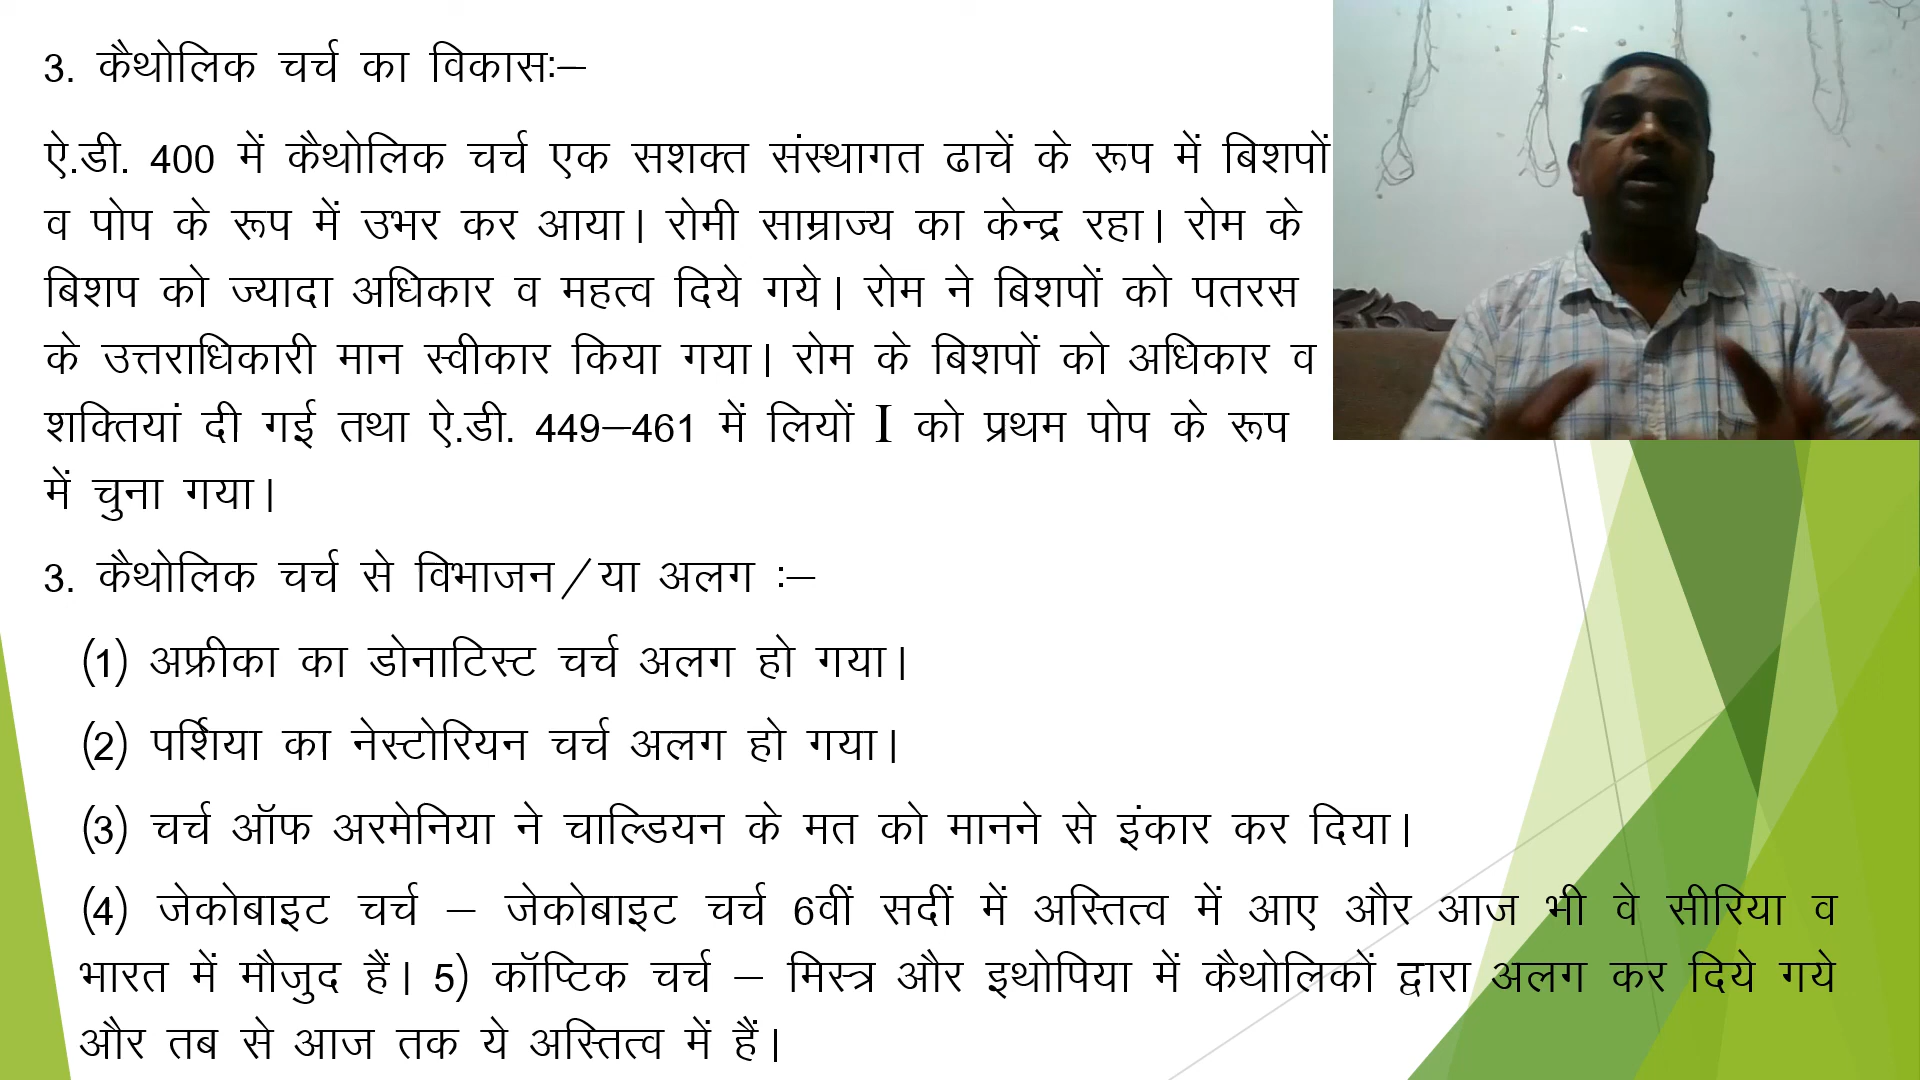 3. कैथोलिक चर्च का विकासः–
ऐ.डी. 400 में कैथोलिक चर्च एक सशक्त संस्थागत ढाचें के रूप में बिशपों
व पोप के रूप में उभर कर आया। रोमी साम्राज्य का केन्द्र रहा। रोम के
बिशप को ज्यादा अधिकार व महत्व दिये गये। रोम ने बिशपों को पतरस
के उत्तराधिकारी मान स्वीकार किया गया। रोम के बिशपों को अधिकार व
शक्तियां दी गई तथा ऐ.डी. 449–461 में लियों I को प्रथम पोप के रूप
में चुना गया।
3. कैथोलिक चर्च से विभाजन/या अलग :–
(1) अफ्रीका का डोनाटिस्ट चर्च अलग हो गया।
(2) पर्शिया का नेस्टोरियन चर्च अलग हो गया।
(3) चर्च ऑफ अरमेनिया ने चाल्डियन के मत को मानने से इंकार कर दिया।
(4) जेकोबाइट चर्च – जेकोबाइट चर्च 6वीं सदीं में अस्तित्व में आए और आज भी वे सीरिया व
भारत में मौजुद हैं। 5) कॉप्टिक चर्च – मिस्त्र और इथोपिया में कैथोलिकों द्वारा अलग कर दिये गये
और तब से आज तक ये अस्तित्व में हैं।